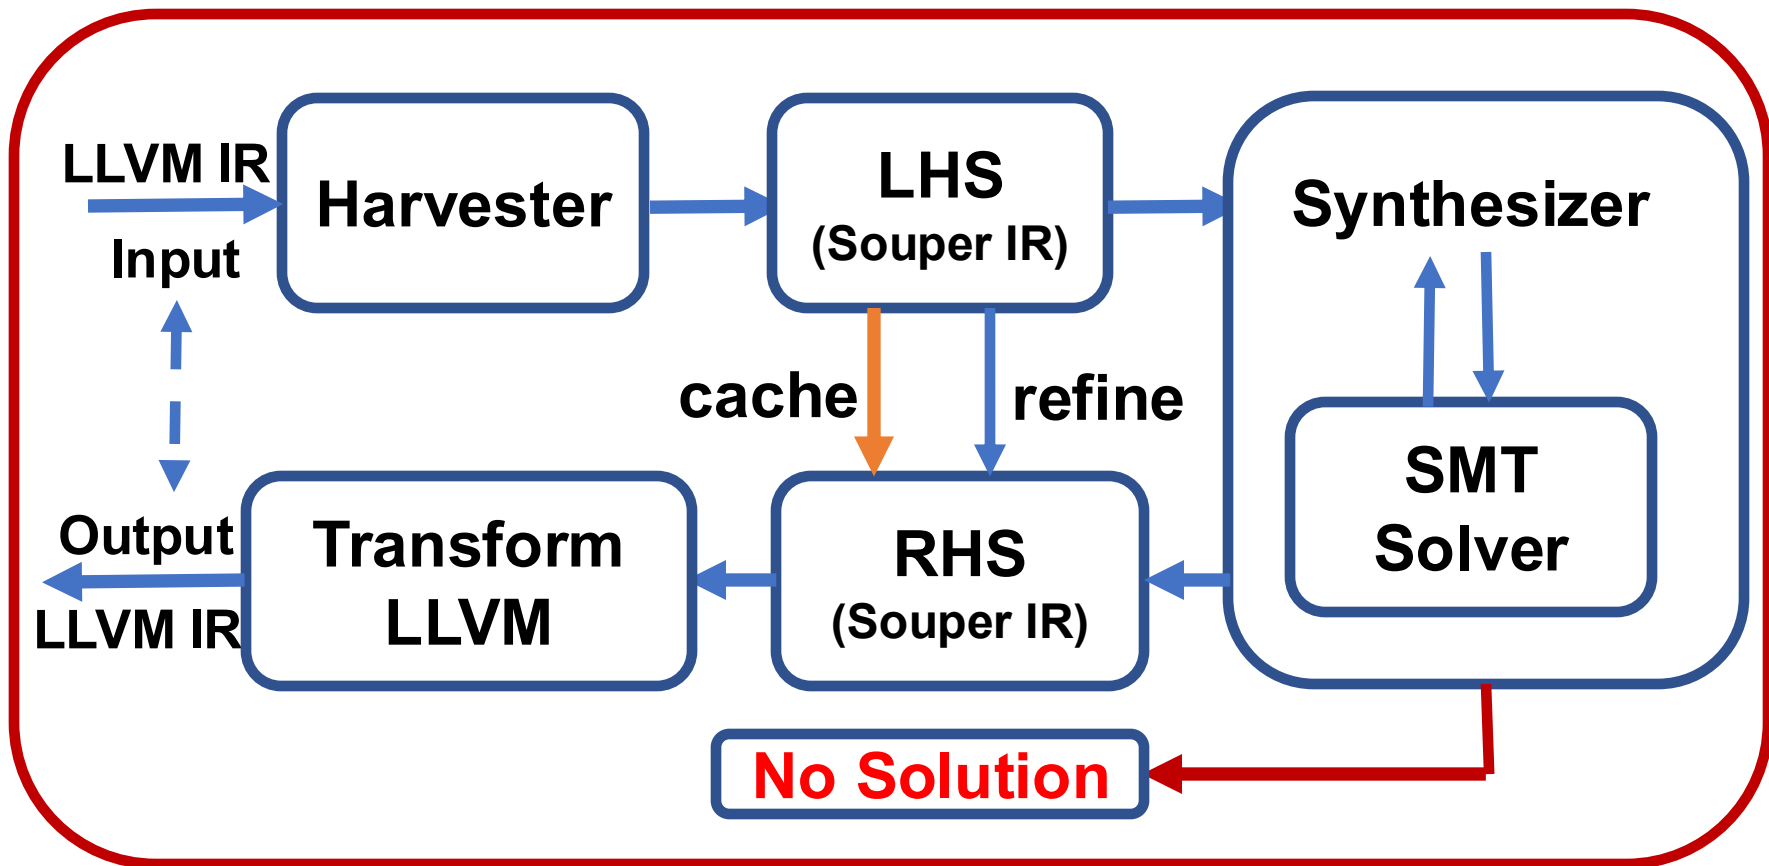 LLVM IR
Input
Harvester
LHS
(Souper IR)
Synthesizer
cache
refine
SMT
Solver
Output
LLVM IR
Transform
LLVM
RHS
(Souper IR)
No Solution